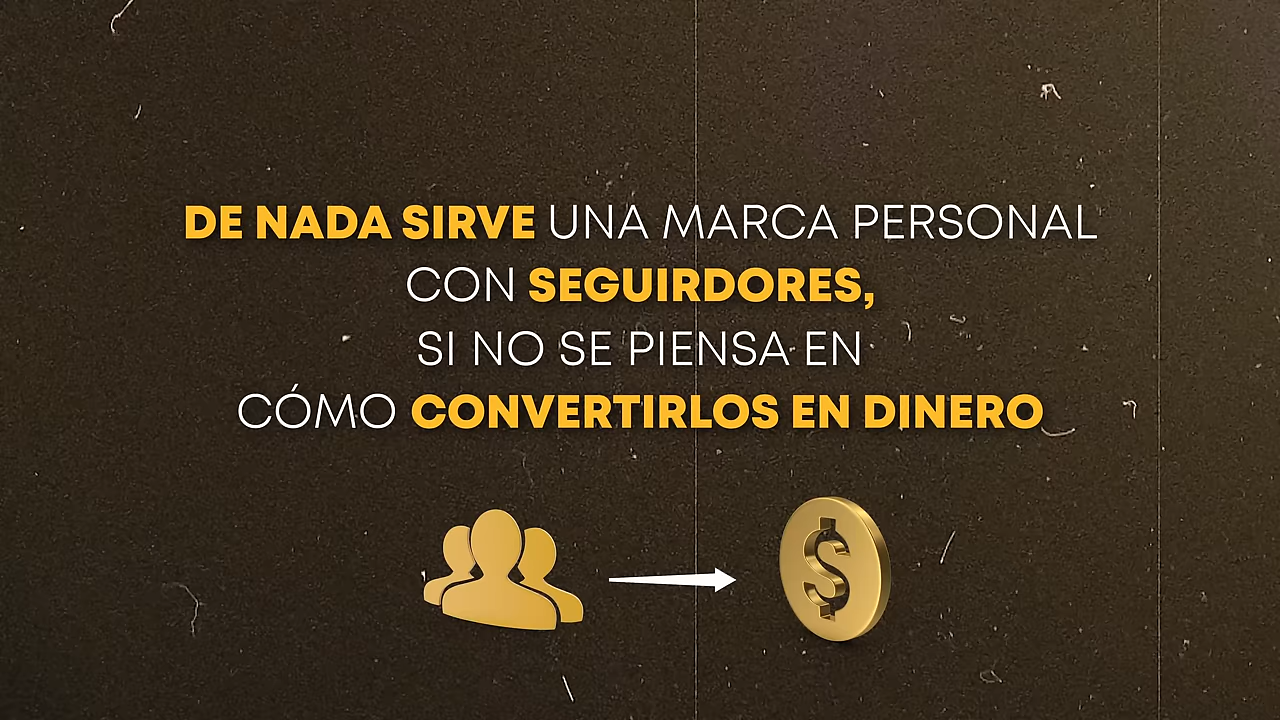 DE NADA SIRVE UNA MARCA PERSONAL
CON SEGUIRDORES,
SI NO SE PIENSA EN
CÓMO CONVERTIRLOS EN DINERO
$